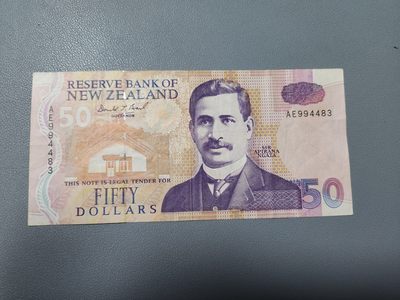 RESERVE BANK OF
NEW ZEALAND
50
GOVERNOR
AE994483
AE994483
SIR
APIRANA
NGATA
THIS NOTE IS LEGAL TENDER FOR
FIFTY
DOLLARS
50